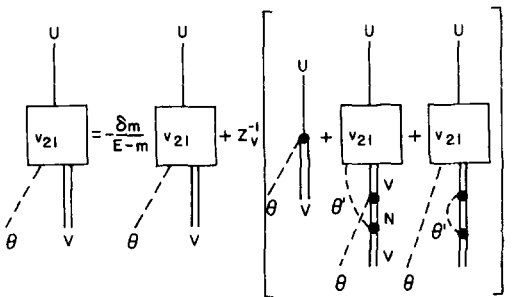 U U U U U
v₂₁ = - δm/(E-m) v₂₁ + Z_V⁻¹ [ + v₂₁ + v₂₁ ]
θ V θ V θ V θ' V N V θ θ' θ